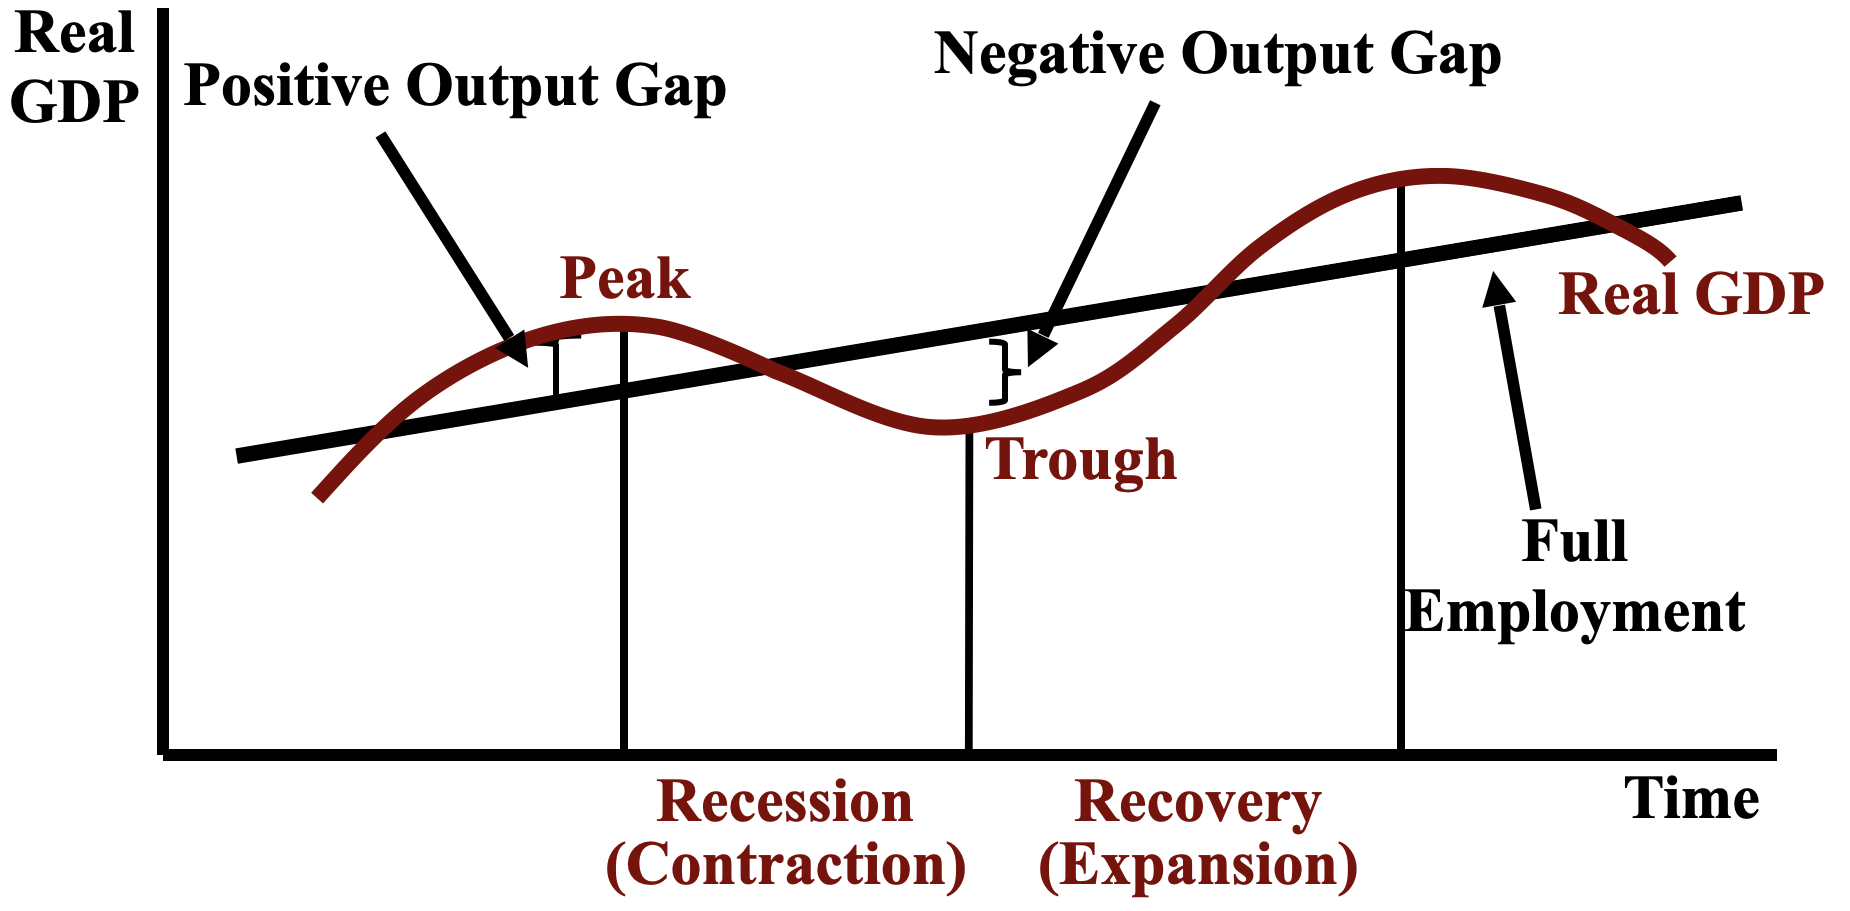 Real
GDP
Positive Output Gap
Negative Output Gap
Peak
Real GDP
Trough
Full
Employment
Recession
(Contraction)
Recovery
(Expansion)
Time